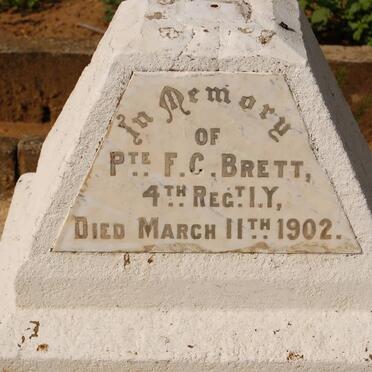 In Memory
OF
PTE F.C. BRETT,
4TH REGT I.Y,
DIED MARCH 11TH 1902.